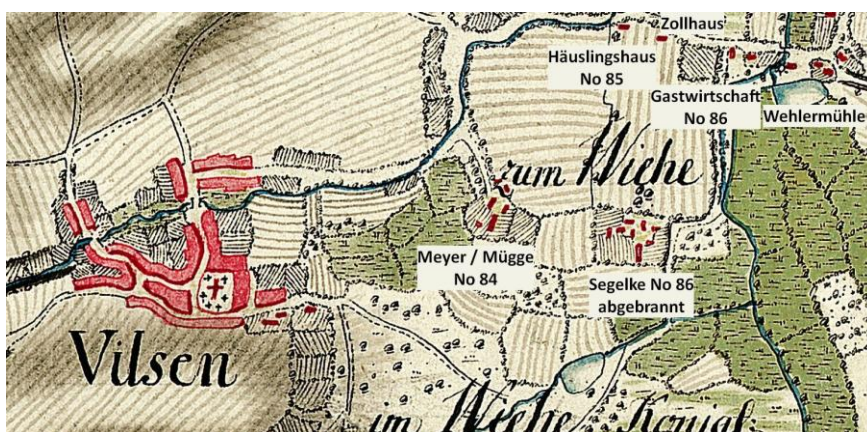 Zollhaus
Häuslingshaus
No 85
Gastwirtschaft
No 86
Wehlermühle
zum Wiehe
Meyer / Mügge
No 84
Segelke No 86
abgebrannt
Vilsen
im Wiehe Königl: